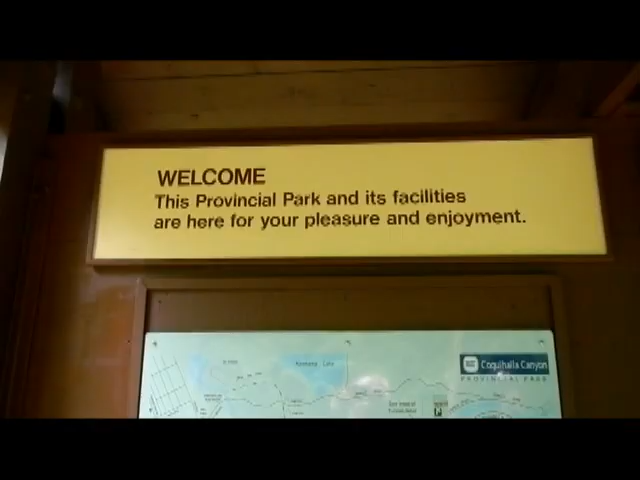 WELCOME
This Provincial Park and its facilities
are here for your pleasure and enjoyment.
Coquihalla Canyon
PROVINCIAL PARK